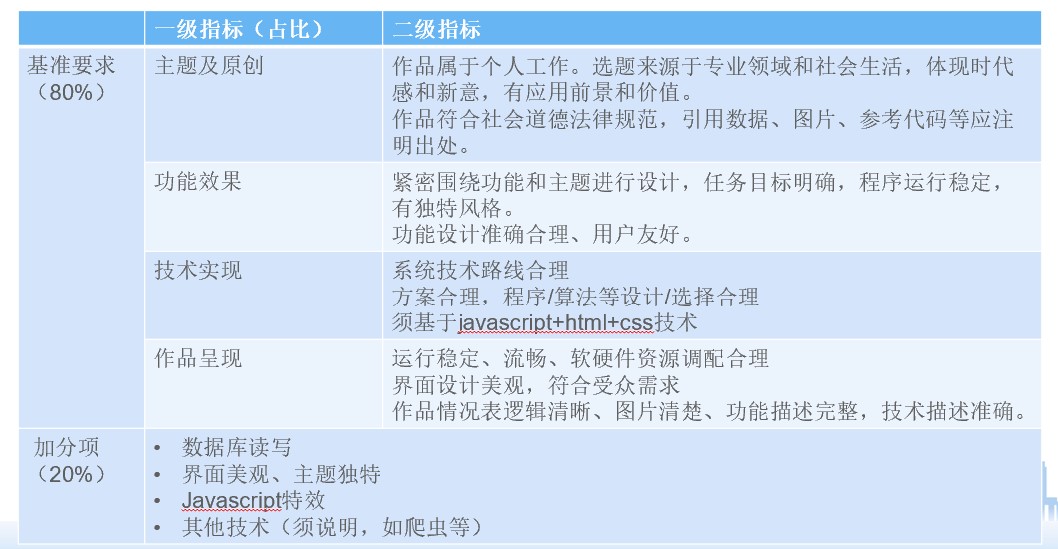 一级指标（占比）
二级指标
基准要求
（80%）
主题及原创
作品属于个人工作。选题来源于专业领域和社会生活，体现时代
感和新意，有应用前景和价值。
作品符合社会道德法律规范，引用数据、图片、参考代码等应注
明出处。
功能效果
紧密围绕功能和主题进行设计，任务目标明确，程序运行稳定，
有独特风格。
功能设计准确合理、用户友好。
技术实现
系统技术路线合理
方案合理，程序/算法等设计/选择合理
须基于javascript+html+css技术
作品呈现
运行稳定、流畅、软硬件资源调配合理
界面设计美观，符合受众需求
作品情况表逻辑清晰、图片清楚、功能描述完整，技术描述准确。
加分项
（20%）
• 数据库读写
• 界面美观、主题独特
• Javascript特效
• 其他技术（须说明，如爬虫等）